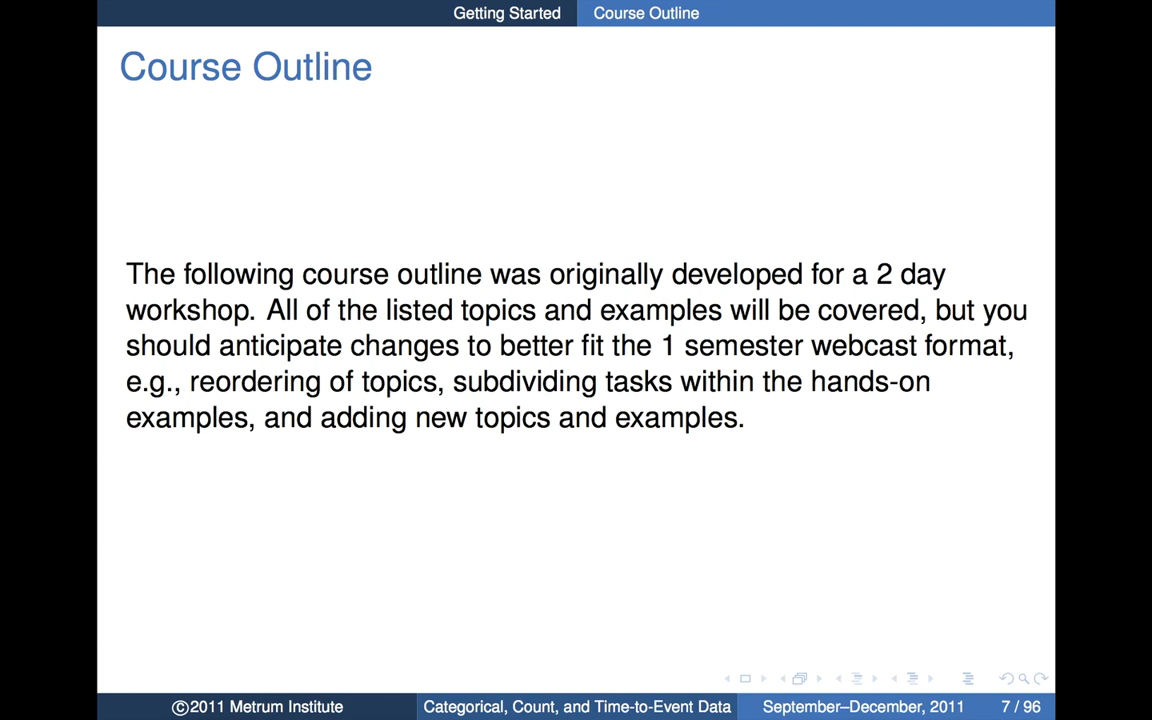 Getting Started Course Outline
Course Outline
The following course outline was originally developed for a 2 day
workshop. All of the listed topics and examples will be covered, but you
should anticipate changes to better fit the 1 semester webcast format,
e.g., reordering of topics, subdividing tasks within the hands-on
examples, and adding new topics and examples.
©2011 Metrum Institute Categorical, Count, and Time-to-Event Data September–December, 2011 7 / 96